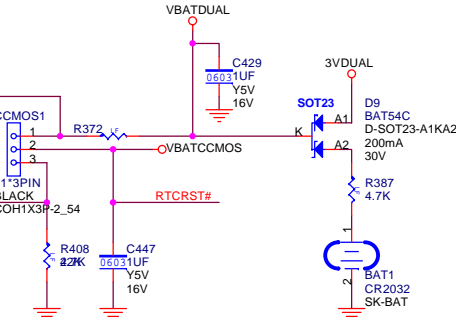 VBATDUAL
C429
0603
1UF
Y5V
16V
3VDUAL
SOT23
D9
BAT54C
D-SOT23-A1KA2
200mA
30V
A1
K
A2
CCMOS1
R372
LF
1
2
3
VBATCCMOS
1*3PIN
BLACK
COH1X3P-2_54
RTCRST#
R387
4.7K
R408
C447
0603
1UF
Y5V
16V
1
2
BAT1
CR2032
SK-BAT